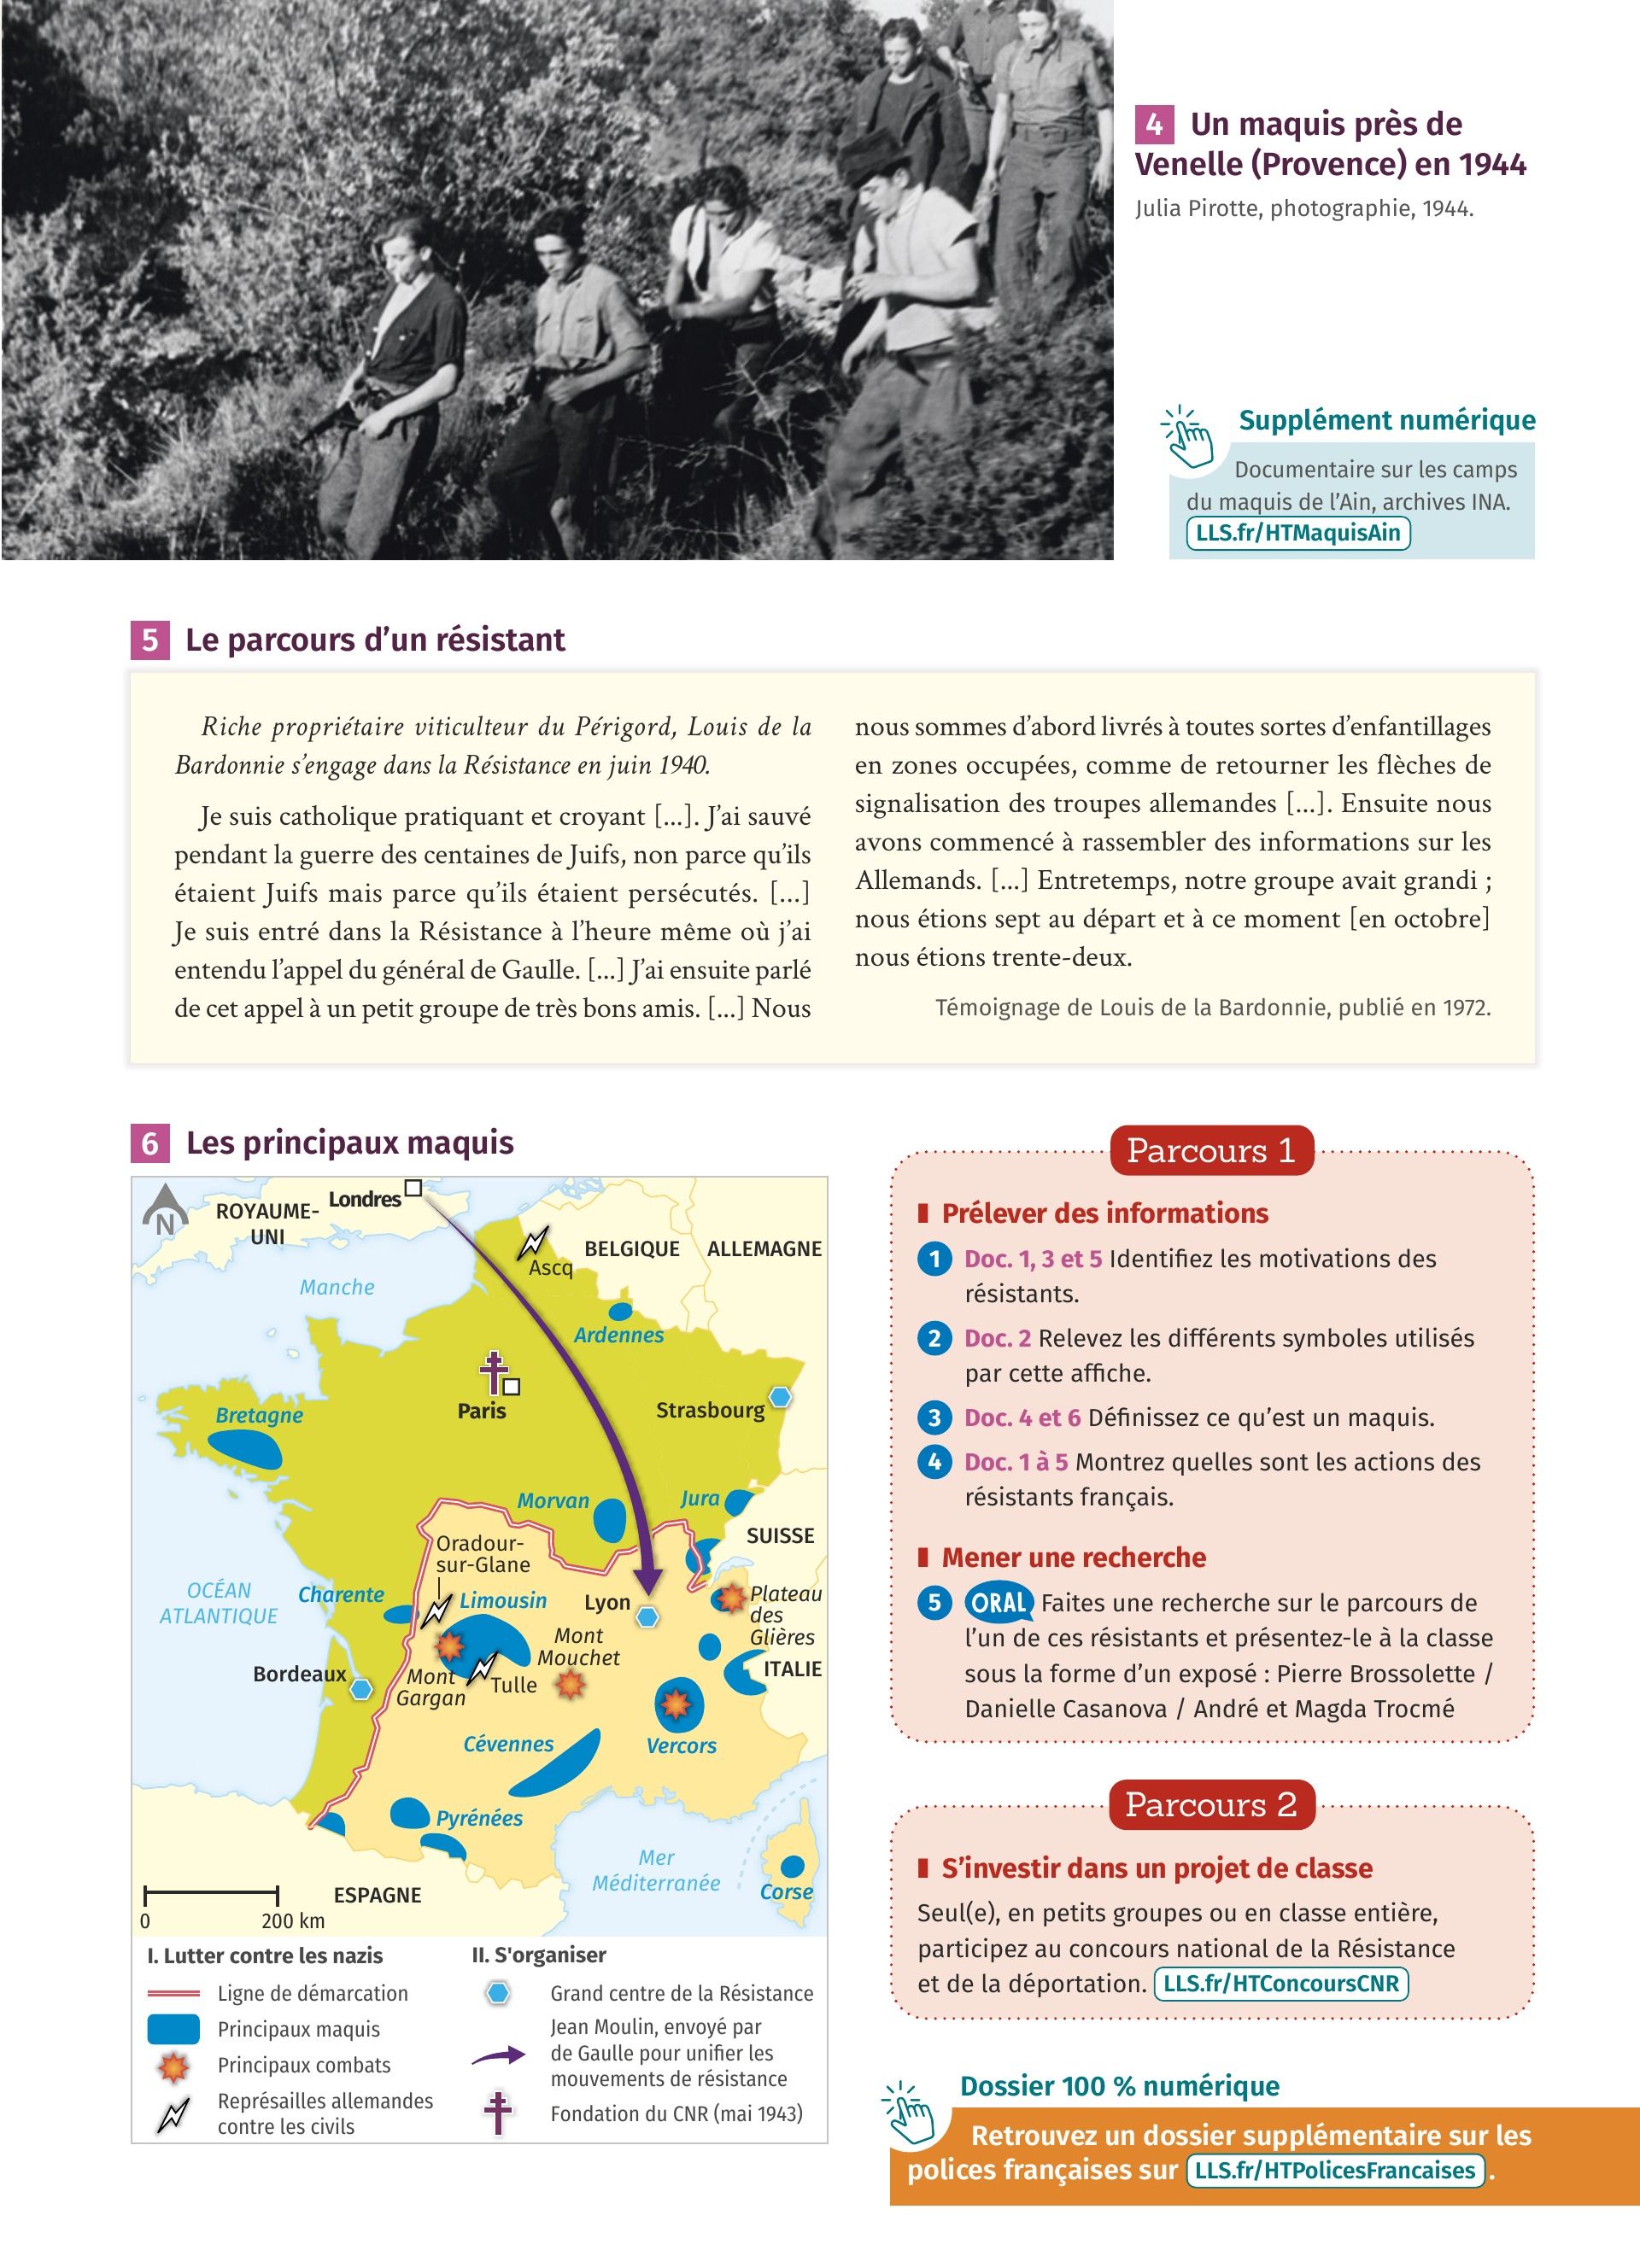 4 Un maquis près de
Venelle (Provence) en 1944
Julia Pirotte, photographie, 1944.
Supplément numérique
Documentaire sur les camps
du maquis de l’Ain, archives INA.
LLS.fr/HTMaquisAin
5 Le parcours d’un résistant
Riche propriétaire viticulteur du Périgord, Louis de la
Bardonnie s’engage dans la Résistance en juin 1940.
Je suis catholique pratiquant et croyant [...]. J’ai sauvé
pendant la guerre des centaines de Juifs, non parce qu’ils
étaient Juifs mais parce qu’ils étaient persécutés. [...]
Je suis entré dans la Résistance à l’heure même où j’ai
entendu l’appel du général de Gaulle. [...] J’ai ensuite parlé
de cet appel à un petit groupe de très bons amis. [...] Nous
nous sommes d’abord livrés à toutes sortes d’enfantillages
en zones occupées, comme de retourner les flèches de
signalisation des troupes allemandes [...]. Ensuite nous
avons commencé à rassembler des informations sur les
Allemands. [...] Entretemps, notre groupe avait grandi ;
nous étions sept au départ et à ce moment [en octobre]
nous étions trente-deux.
Témoignage de Louis de la Bardonnie, publié en 1972.
6 Les principaux maquis
N
ROYAUME-
UNI
Londres
BELGIQUE
ALLEMAGNE
Ascq
Manche
Ardennes
Paris
Strasbourg
Bretagne
Morvan
Jura
SUISSE
Oradour-
sur-Glane
OCÉAN
ATLANTIQUE
Charente
Limousin
Lyon
Plateau
des
Glières
Mont
Mouchet
ITALIE
Bordeaux
Mont
Gargan
Tulle
Cévennes
Vercors
Pyrénées
Mer
Méditerranée
Corse
ESPAGNE
0 200 km
I. Lutter contre les nazis
Ligne de démarcation
Principaux maquis
Principaux combats
Représailles allemandes
contre les civils
II. S'organiser
Grand centre de la Résistance
Jean Moulin, envoyé par
de Gaulle pour unifier les
mouvements de résistance
Fondation du CNR (mai 1943)
Parcours 1
Prélever des informations
1 Doc. 1, 3 et 5 Identifiez les motivations des
résistants.
2 Doc. 2 Relevez les différents symboles utilisés
par cette affiche.
3 Doc. 4 et 6 Définissez ce qu’est un maquis.
4 Doc. 1 à 5 Montrez quelles sont les actions des
résistants français.
Mener une recherche
5 ORAL Faites une recherche sur le parcours de
l’un de ces résistants et présentez-le à la classe
sous la forme d’un exposé : Pierre Brossolette /
Danielle Casanova / André et Magda Trocmé
Parcours 2
S’investir dans un projet de classe
Seul(e), en petits groupes ou en classe entière,
participez au concours national de la Résistance
et de la déportation. LLS.fr/HTConcoursCNR
Dossier 100 % numérique
Retrouvez un dossier supplémentaire sur les
polices françaises sur LLS.fr/HTPolicesFrancaises .